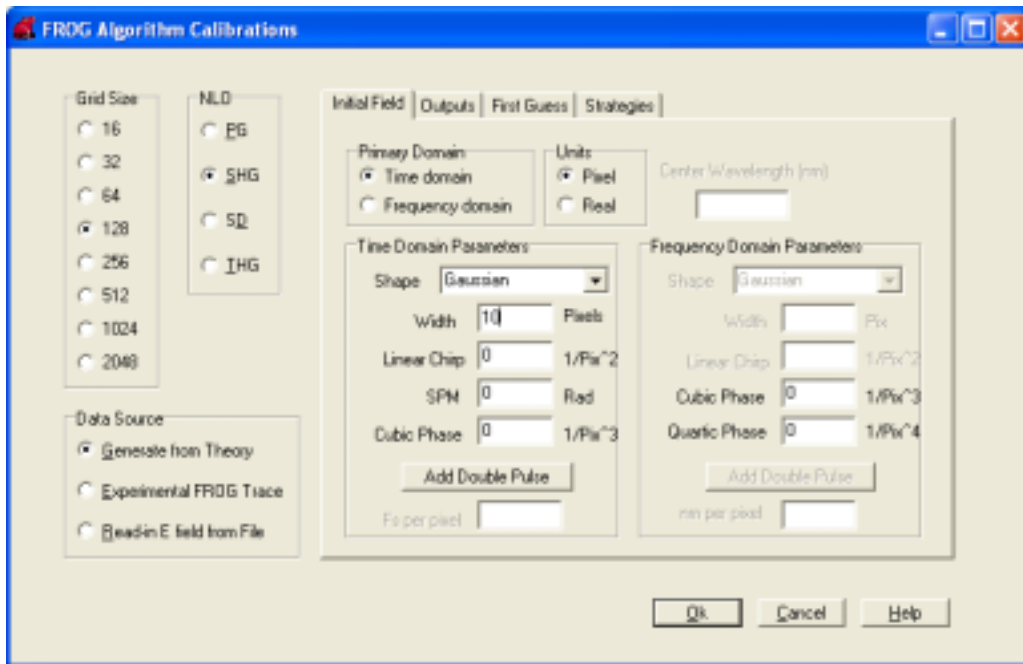 FROG Algorithm Calibrations
Grid Size
16
32
64
128
256
512
1024
2048
NLO
PG
SHG
SD
THG
Data Source
Generate from Theory
Experimental FROG Trace
Read-in E field from File
Initial Field
Outputs
First Guess
Strategies
Primary Domain
Time domain
Frequency domain
Units
Pixel
Real
Center Wavelength (nm)
Time Domain Parameters
Shape Gaussian
Width 10 Pixels
Linear Chirp 0 1/Pix^2
SPM 0 Rad
Cubic Phase 0 1/Pix^3
Add Double Pulse
Fs per pixel
Frequency Domain Parameters
Shape Gaussian
Width Pix
Linear Chirp 1/Pix^2
Cubic Phase 0 1/Pix^3
Quartic Phase 0 1/Pix^4
Add Double Pulse
nm per pixel
Ok
Cancel
Help